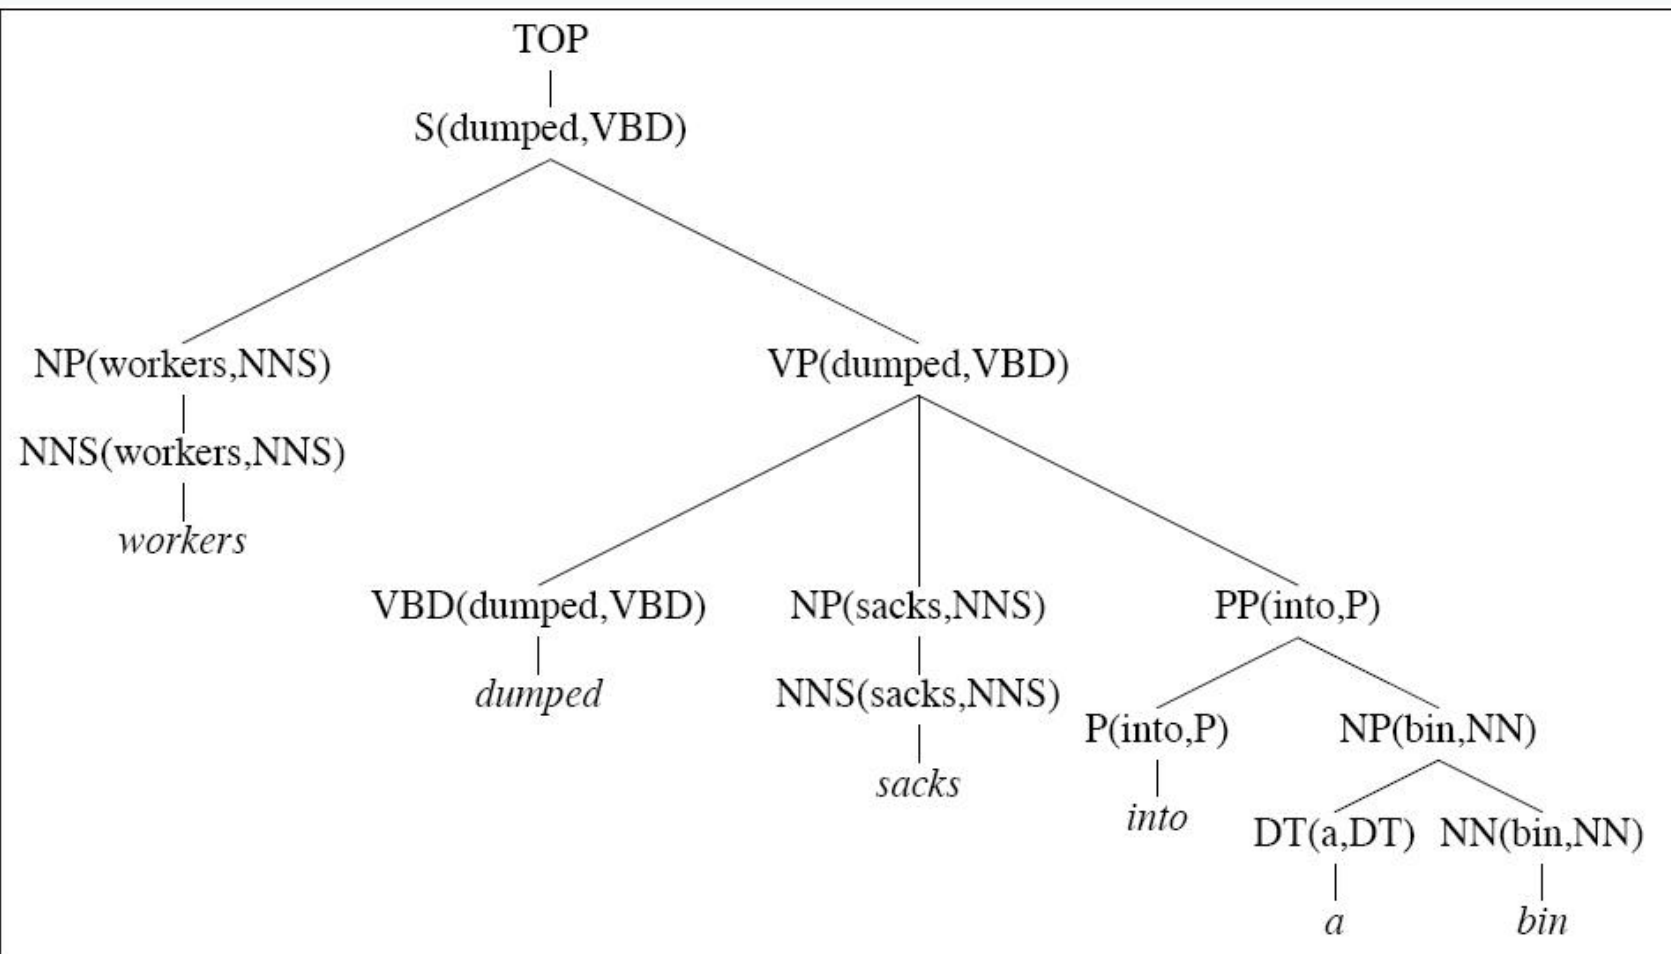 TOP
S(dumped,VBD)
NP(workers,NNS) VP(dumped,VBD)
NNS(workers,NNS)
workers
VBD(dumped,VBD) NP(sacks,NNS) PP(into,P)
dumped NNS(sacks,NNS)
P(into,P) NP(bin,NN)
sacks
into
DT(a,DT) NN(bin,NN)
a bin